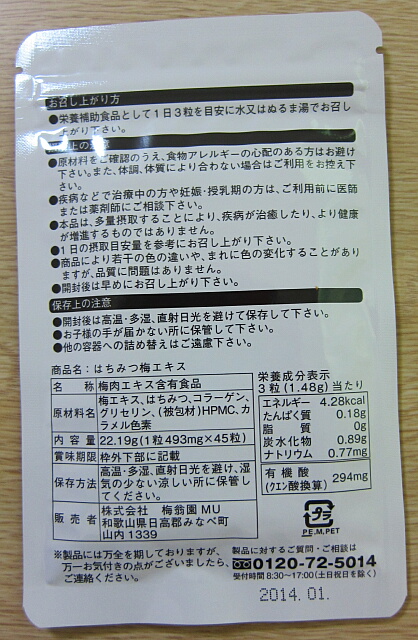 お召し上がり方
●栄養補助食品として1日3粒を目安に水又はぬるま湯でお召し
上がり下さい。
上の注
●原材料をご確認のうえ、食物アレルギーの心配のある方はお避け
下さい。また、体調、体質により合わない場合はご利用をお控え下
さい。
●疾病などで治療中の方や妊娠・授乳期の方は、ご利用前に医師
または薬剤師にご相談下さい。
●本品は、多量摂取することにより、疾病が治癒したり、より健康
が増進するものではありません。
●1日の摂取目安量を参考にお召し上がり下さい。
●商品により若干の色の違いや、まれに色の変化することがあり
ますが、品質に問題はありません。
●開封後は早めにお召し上がり下さい。
保存上の注意
●開封後は高温・多湿、直射日光を避けて保存して下さい。
●お子様の手が届かない所に保管して下さい。
●他の容器への詰め替えはご遠慮下さい。
商品名：はちみつ梅エキス
名 称 梅肉エキス含有食品
原材料名 梅エキス、はちみつ、コラーゲン、
グリセリン、(被包材)HPMC、カ
ラメル色素
内 容 量 22.19g(1粒493mg×45粒)
賞味期限 枠外下部に記載
保存方法 高温・多湿、直射日光を避け、湿
気の少ない涼しい所に保管し
てください。
販 売 者 株式会社 梅翁園 MU
和歌山県日高郡みなべ町
山内1339
栄養成分表示
3粒(1.48g)当たり
エネルギー 4.28kcal
たんぱく質 0.18g
脂質 0g
炭水化物 0.89g
ナトリウム 0.77mg
有機酸
(クエン酸換算) 294mg
プラ
PE,M,PET
※製品には万全を期しておりますが、
万一お気付きの点がございましたら、
ご連絡ください。
製品に対するご質問・ご相談は
0120-72-5014
受付時間 8:30～17:00(土日祝日を除く)
2014.01.